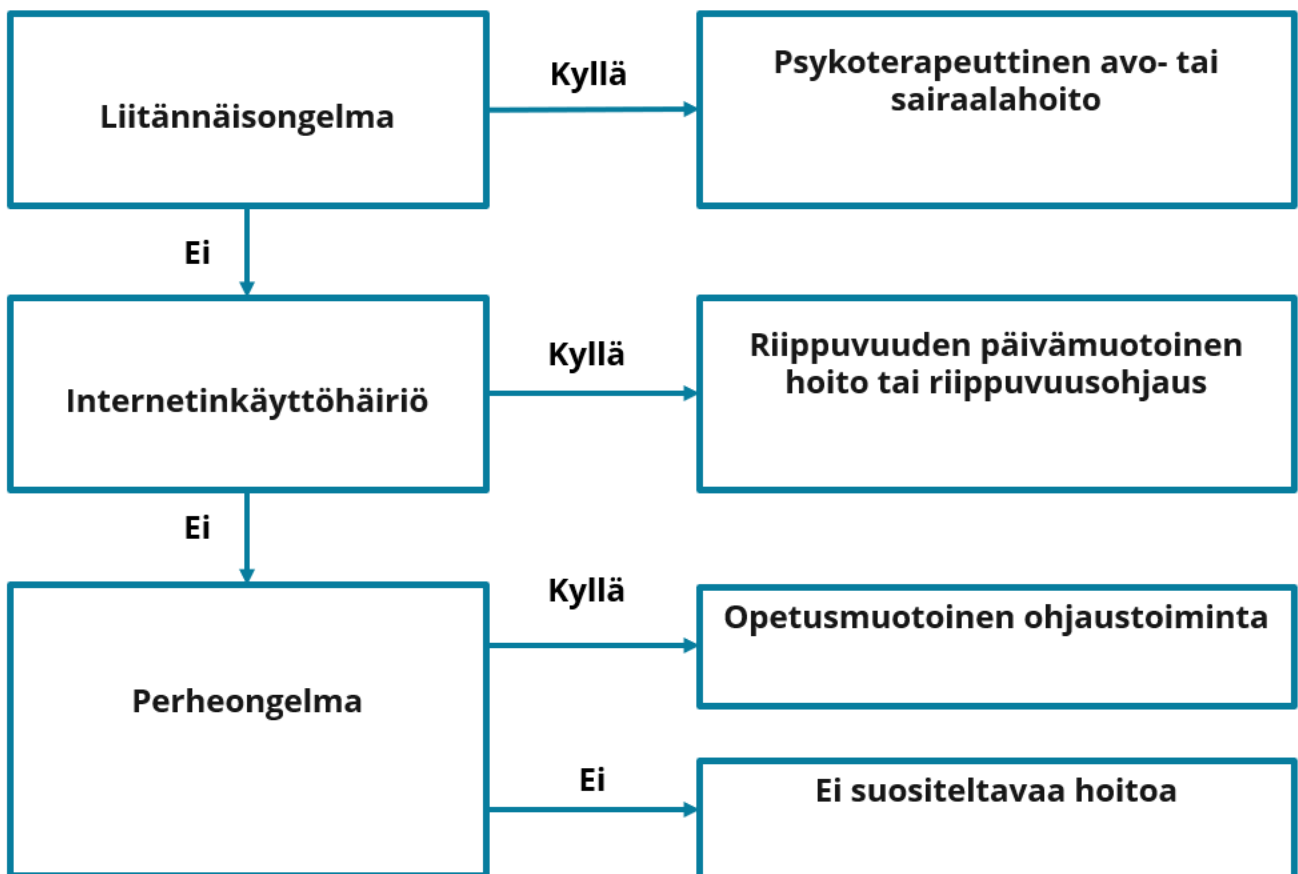 Liitännäisongelma
Kyllä
Psykoterapeuttinen avo- tai
sairaalahoito
Ei
Internetinkäyttöhäiriö
Kyllä
Riippuvuuden päivämuotoinen
hoito tai riippuvuusohjaus
Ei
Perheongelma
Kyllä
Opetusmuotoinen ohjaustoiminta
Ei
Ei suositeltavaa hoitoa